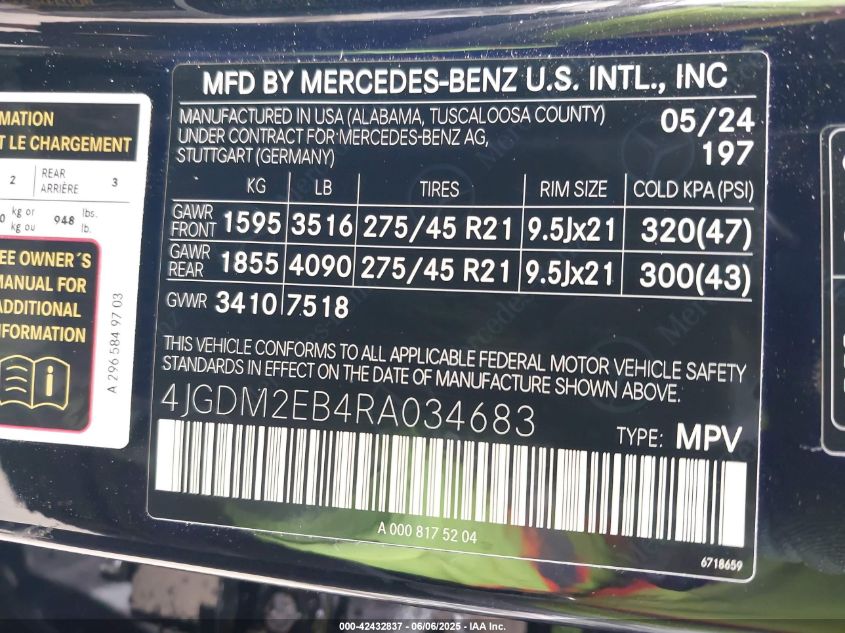 MFD BY MERCEDES-BENZ U.S. INTL., INC
MANUFACTURED IN USA (ALABAMA, TUSCALOOSA COUNTY) 05/24
UNDER CONTRACT FOR MERCEDES-BENZ AG, 197
STUTTGART (GERMANY)
KG LB TIRES RIM SIZE COLD KPA (PSI)
GAWR FRONT 1595 3516 275/45 R21 9.5Jx21 320(47)
GAWR REAR 1855 4090 275/45 R21 9.5Jx21 300(43)
GVWR 3410 7518
THIS VEHICLE CONFORMS TO ALL APPLICABLE FEDERAL MOTOR VEHICLE SAFETY
STANDARDS IN EFFECT ON THE DATE OF MANUFACTURE SHOWN ABOVE.
4JGDM2EB4RA034683
TYPE: MPV
A 000 817 52 04
6718659
T LE CHARGEMENT
2 REAR 3
ARRIÈRE
kg or 948 lbs.
kg ou lb.
OWNER´S
MANUAL FOR
ADDITIONAL
A 296 584 97 03
000-42432837 - 06/06/2025 - IAA Inc.